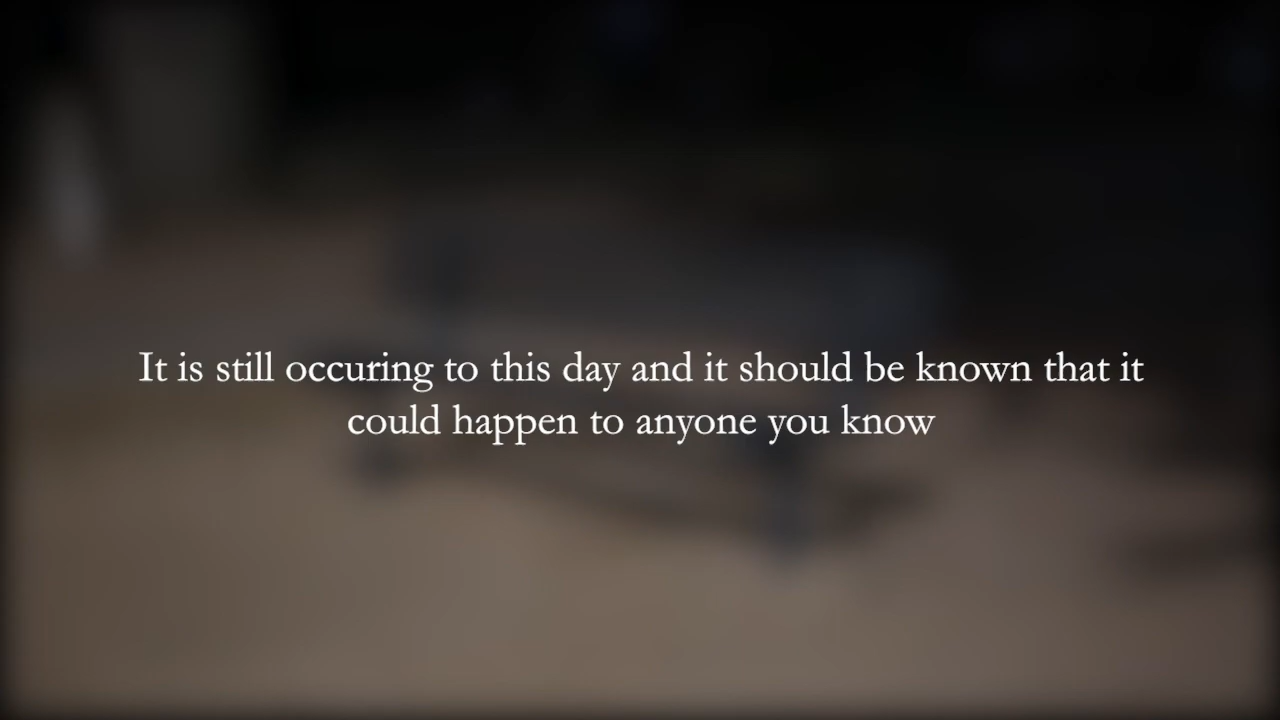 It is still occuring to this day and it should be known that it
could happen to anyone you know